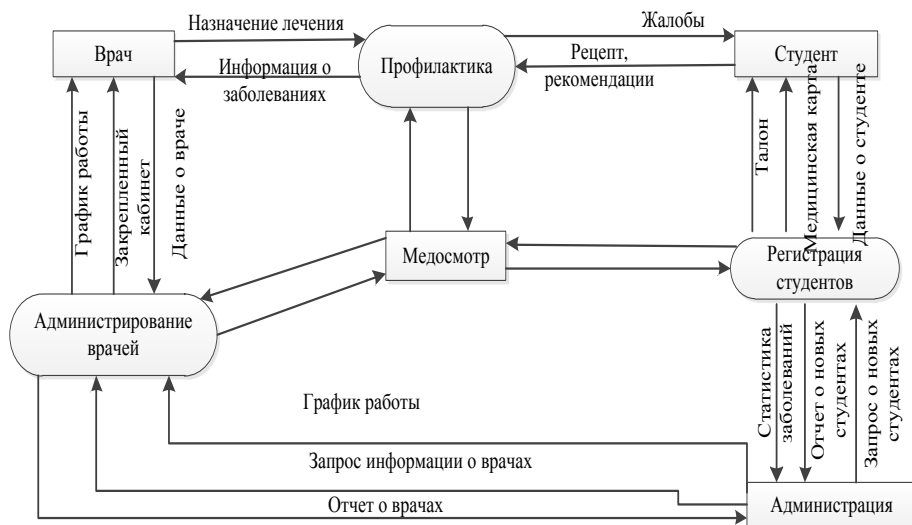 Назначение лечения
Жалобы
Врач
Профилактика
Студент
Информация о
заболеваниях
Рецепт,
рекомендации
График работы
Закрепленный
кабинет
Данные о враче
Талон
Медицинская карта
Данные о студенте
Медосмотр
Регистрация
студентов
Администрирование
врачей
Статистика
заболеваний
Отчет о новых
студентах
Запрос о новых
студентах
График работы
Запрос информации о врачах
Отчет о врачах
Администрация